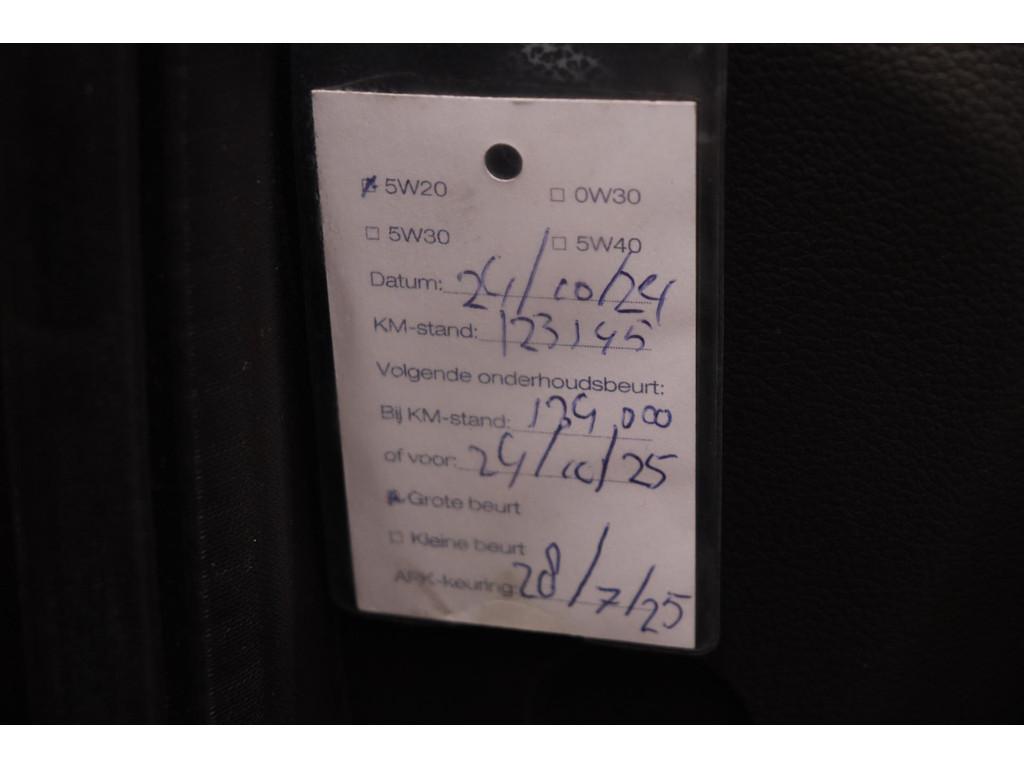 ☒ 5W20 ☐ 0W30
☐ 5W30 ☐ 5W40
Datum: 24/10/24
KM-stand: 123145
Volgende onderhoudsbeurt:
Bij KM-stand: 139.000
of voor: 24/10/25
☒ Grote beurt
☐ Kleine beurt
APK-keuring: 28/7/25